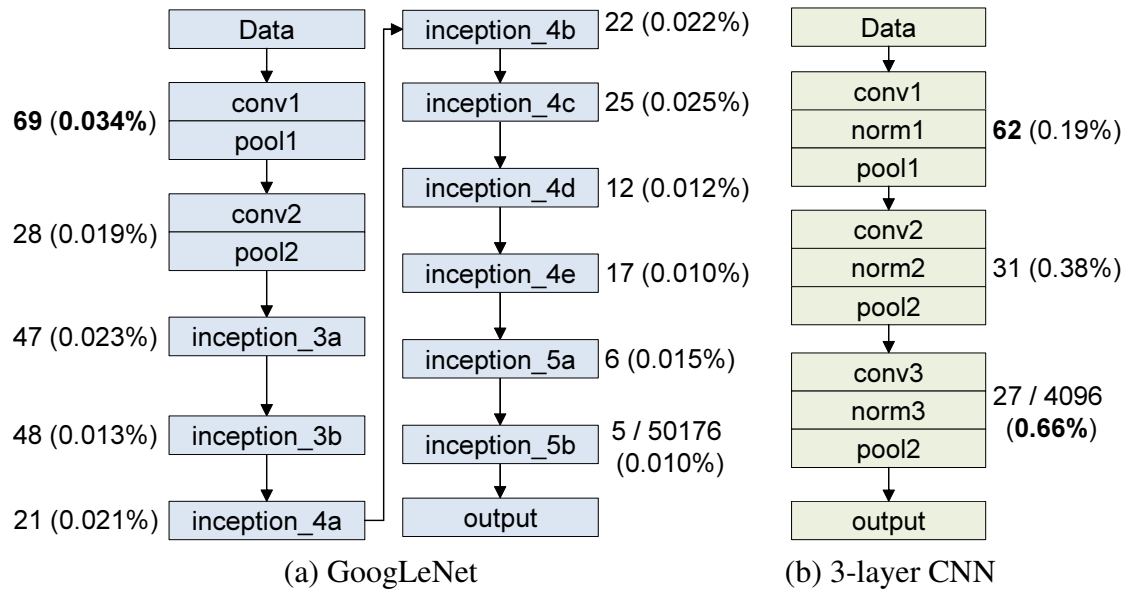 Data
conv1
pool1
69 (0.034%)
conv2
pool2
28 (0.019%)
inception_3a
47 (0.023%)
inception_3b
48 (0.013%)
inception_4a
21 (0.021%)
inception_4b
22 (0.022%)
inception_4c
25 (0.025%)
inception_4d
12 (0.012%)
inception_4e
17 (0.010%)
inception_5a
6 (0.015%)
inception_5b
5 / 50176
(0.010%)
output
(a) GoogLeNet
Data
conv1
norm1
pool1
62 (0.19%)
conv2
norm2
pool2
31 (0.38%)
conv3
norm3
pool2
27 / 4096
(0.66%)
output
(b) 3-layer CNN